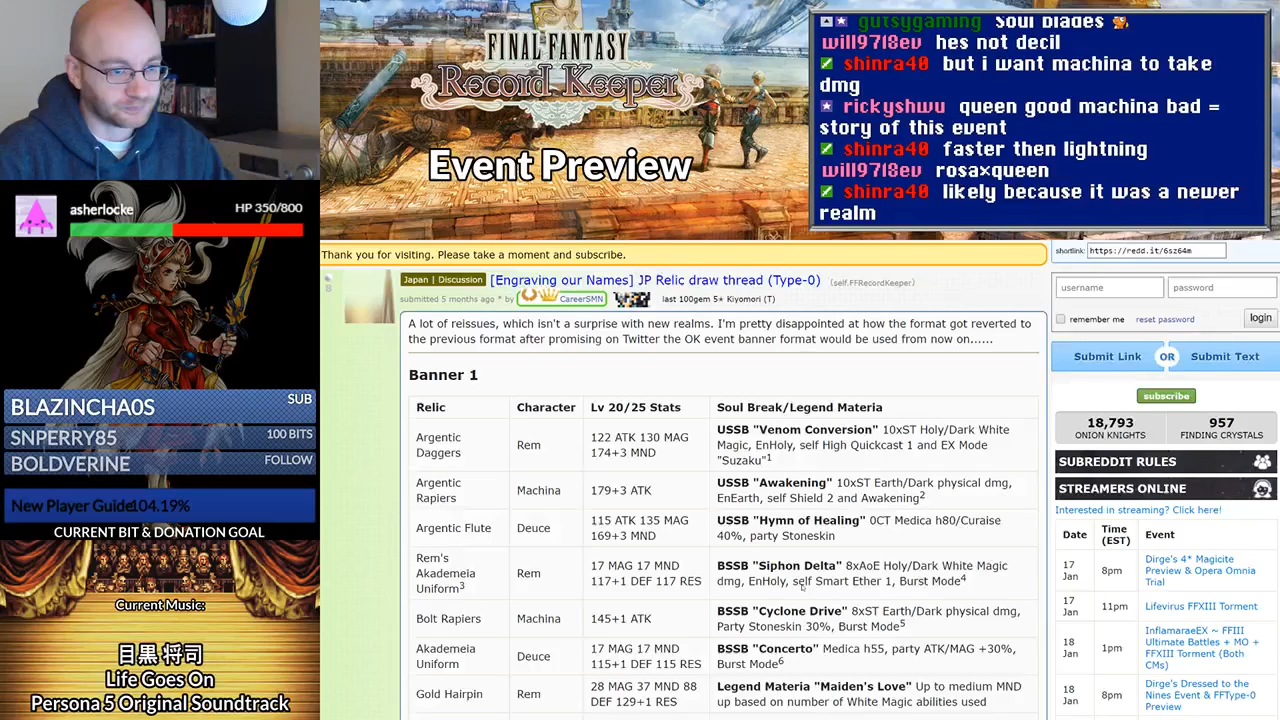 FINAL FANTASY
Record Keeper
Event Preview
gutsygaming Soul Blades
will9718ev hes not decil
shinra40 but i want machina to take
dmg
rickyshwu queen good machina bad =
story of this event
shinra40 faster then lightning
will9718ev rosa×queen
shinra40 likely because it was a newer
realm
asherlocke HP 350/800
BLAZINCHA0S SUB
SNPERRY85 100 BITS
BOLDVERINE FOLLOW
New Player Guide104.19%
CURRENT BIT & DONATION GOAL
Current Music:
目黒 将司
Life Goes On
Persona 5 Original Soundtrack
Thank you for visiting. Please take a moment and subscribe.
8
Japan | Discussion [Engraving our Names] JP Relic draw thread (Type-0) (self.FFRecordKeeper)
submitted 5 months ago * by CareerSMN last 100gem 5★ Kiyomori (T)
A lot of reissues, which isn't a surprise with new realms. I'm pretty disappointed at how the format got reverted to
the previous format after promising on Twitter the OK event banner format would be used from now on......
Banner 1
Relic Character Lv 20/25 Stats Soul Break/Legend Materia
Argentic Daggers Rem 122 ATK 130 MAG 174+3 MND USSB "Venom Conversion" 10xST Holy/Dark White Magic, EnHoly, self High Quickcast 1 and EX Mode "Suzaku"1
Argentic Rapiers Machina 179+3 ATK USSB "Awakening" 10xST Earth/Dark physical dmg, EnEarth, self Shield 2 and Awakening2
Argentic Flute Deuce 115 ATK 135 MAG 169+3 MND USSB "Hymn of Healing" 0CT Medica h80/Curaise 40%, party Stoneskin
Rem's Akademeia Uniform3 Rem 17 MAG 17 MND 117+1 DEF 117 RES BSSB "Siphon Delta" 8xAoE Holy/Dark White Magic dmg, EnHoly, self Smart Ether 1, Burst Mode4
Bolt Rapiers Machina 145+1 ATK BSSB "Cyclone Drive" 8xST Earth/Dark physical dmg, Party Stoneskin 30%, Burst Mode5
Akademeia Uniform Deuce 17 MAG 17 MND 115+1 DEF 115 RES BSSB "Concerto" Medica h55, party ATK/MAG +30%, Burst Mode6
Gold Hairpin Rem 28 MAG 37 MND 88 DEF 129+1 RES Legend Materia "Maiden's Love" Up to medium MND up based on number of White Magic abilities used
shortlink: https://redd.it/6sz64m
username password
remember me reset password login
Submit Link OR Submit Text
subscribe
18,793 957
ONION KNIGHTS FINDING CRYSTALS
SUBREDDIT RULES
STREAMERS ONLINE
Interested in streaming? Click here!
Date Time (EST) Event
17 Jan 8pm Dirge's 4* Magicite Preview & Opera Omnia Trial
17 Jan 11pm Lifevirus FFXIII Torment
18 Jan 1pm InflamaraeEX ~ FFIII Ultimate Battles + MO + FFXIII Torment (Both CMs)
18 Jan 8pm Dirge's Dressed to the Nines Event & FFType-0 Preview